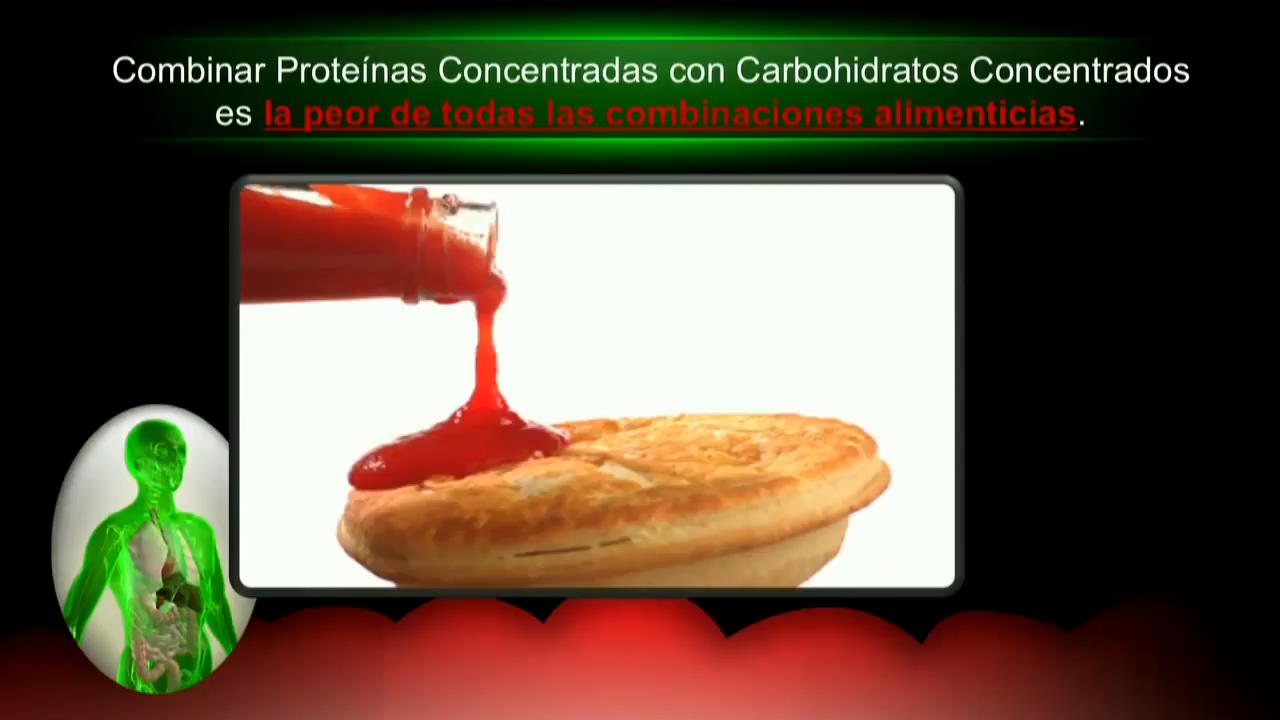 Combinar Proteínas Concentradas con Carbohidratos Concentrados
es la peor de todas las combinaciones alimenticias.